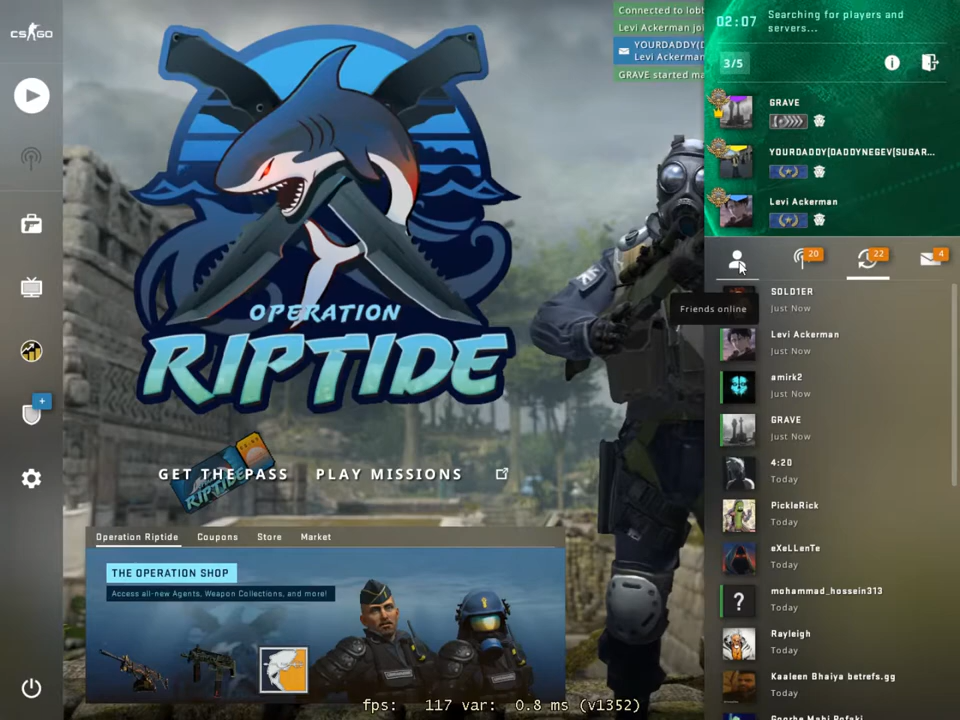 CS GO
Connected to lobb
Levi Ackerman joi
YOURDADDY[D
Levi Ackerman
GRAVE started ma
02:07
Searching for players and
servers...
3/5
GRAVE
YOURDADDY[DADDYNEGEV[SUGAR...
Levi Ackerman
20
22
4
Friends online
SOLD1ER
Just Now
Levi Ackerman
Just Now
amirk2
Just Now
GRAVE
Just Now
4:20
Today
PickleRick
Today
eXeLLenTe
Today
mohammad_hossein313
Today
Rayleigh
Today
Kaaleen Bhaiya betrefs.gg
Today
OPERATION
RIPTIDE
GET THE PASS
PLAY MISSIONS
RIPTIDE
Operation Riptide
Coupons
Store
Market
THE OPERATION SHOP
Access all-new Agents, Weapon Collections, and more!
fps: 117 var: 0.8 ms (v1352)